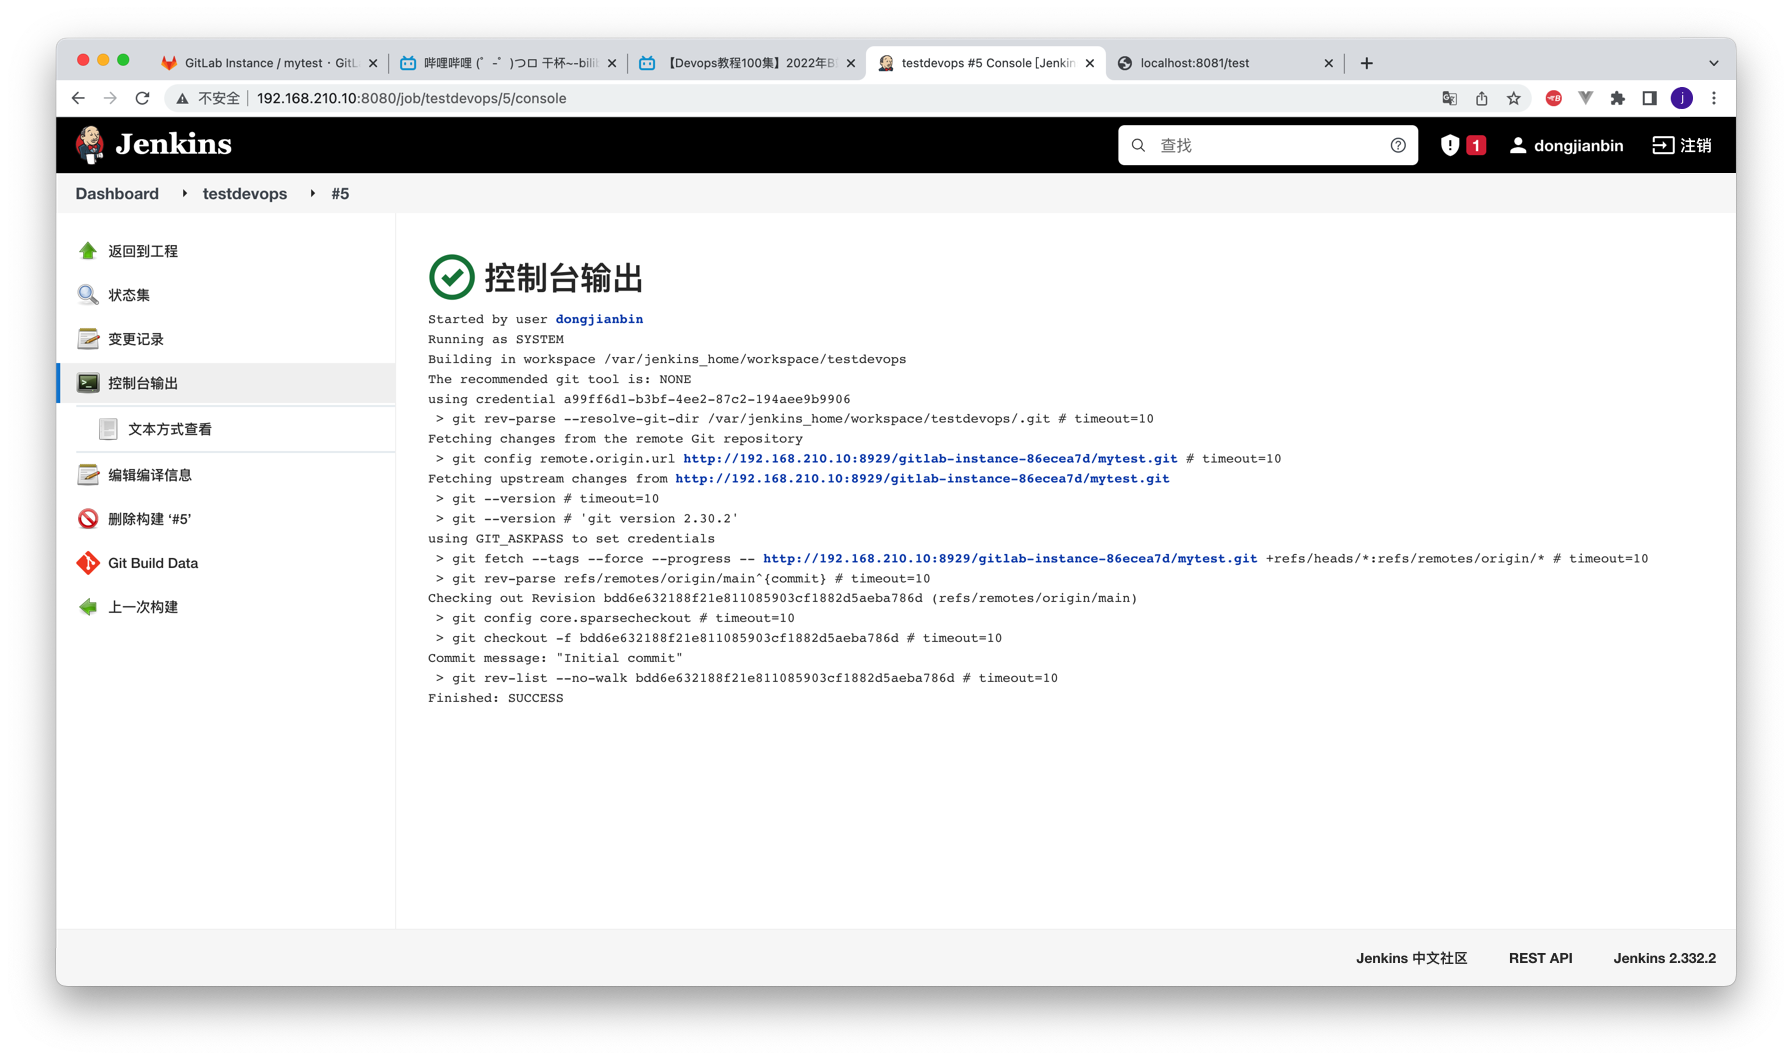 GitLab Instance / mytest · GitL
哔哩哔哩 (゜-゜)つロ 干杯~-bili
【Devops教程100集】2022年B
testdevops #5 Console [Jenkin
localhost:8081/test
不安全
192.168.210.10:8080/job/testdevops/5/console
j
Jenkins
查找
1
dongjianbin
注销
Dashboard
testdevops
#5
返回到工程
状态集
变更记录
控制台输出
文本方式查看
编辑编译信息
删除构建 ‘#5’
Git Build Data
上一次构建
控制台输出
Started by user dongjianbin
Running as SYSTEM
Building in workspace /var/jenkins_home/workspace/testdevops
The recommended git tool is: NONE
using credential a99ff6d1-b3bf-4ee2-87c2-194aee9b9906
> git rev-parse --resolve-git-dir /var/jenkins_home/workspace/testdevops/.git # timeout=10
Fetching changes from the remote Git repository
> git config remote.origin.url http://192.168.210.10:8929/gitlab-instance-86ecea7d/mytest.git # timeout=10
Fetching upstream changes from http://192.168.210.10:8929/gitlab-instance-86ecea7d/mytest.git
> git --version # timeout=10
> git --version # 'git version 2.30.2'
using GIT_ASKPASS to set credentials
> git fetch --tags --force --progress -- http://192.168.210.10:8929/gitlab-instance-86ecea7d/mytest.git +refs/heads/*:refs/remotes/origin/* # timeout=10
> git rev-parse refs/remotes/origin/main^{commit} # timeout=10
Checking out Revision bdd6e632188f21e811085903cf1882d5aeba786d (refs/remotes/origin/main)
> git config core.sparsecheckout # timeout=10
> git checkout -f bdd6e632188f21e811085903cf1882d5aeba786d # timeout=10
Commit message: "Initial commit"
> git rev-list --no-walk bdd6e632188f21e811085903cf1882d5aeba786d # timeout=10
Finished: SUCCESS
Jenkins 中文社区
REST API
Jenkins 2.332.2